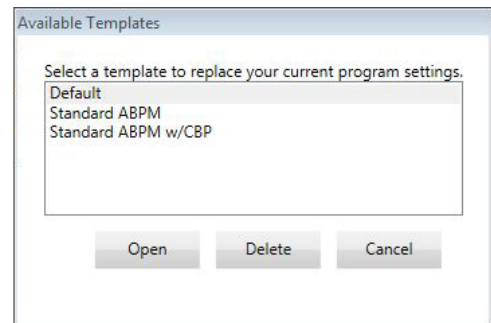 Available Templates
Select a template to replace your current program settings.
Default
Standard ABPM
Standard ABPM w/CBP
Open Delete Cancel